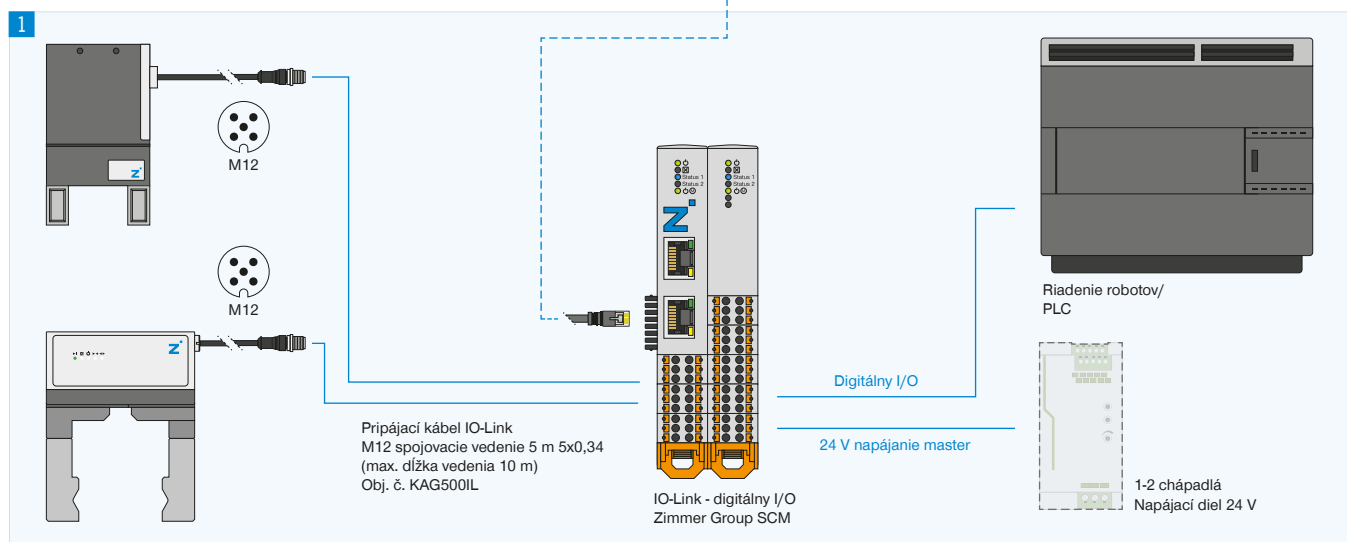 1
M12
M12
Pripájací kábel IO-Link
M12 spojovacie vedenie 5 m 5x0,34
(max. dĺžka vedenia 10 m)
Obj. č. KAG500IL
Status 1
Status 2
Status 1
Status 2
IO-Link - digitálny I/O
Zimmer Group SCM
Digitálny I/O
24 V napájanie master
Riadenie robotov/
PLC
1-2 chápadlá
Napájací diel 24 V